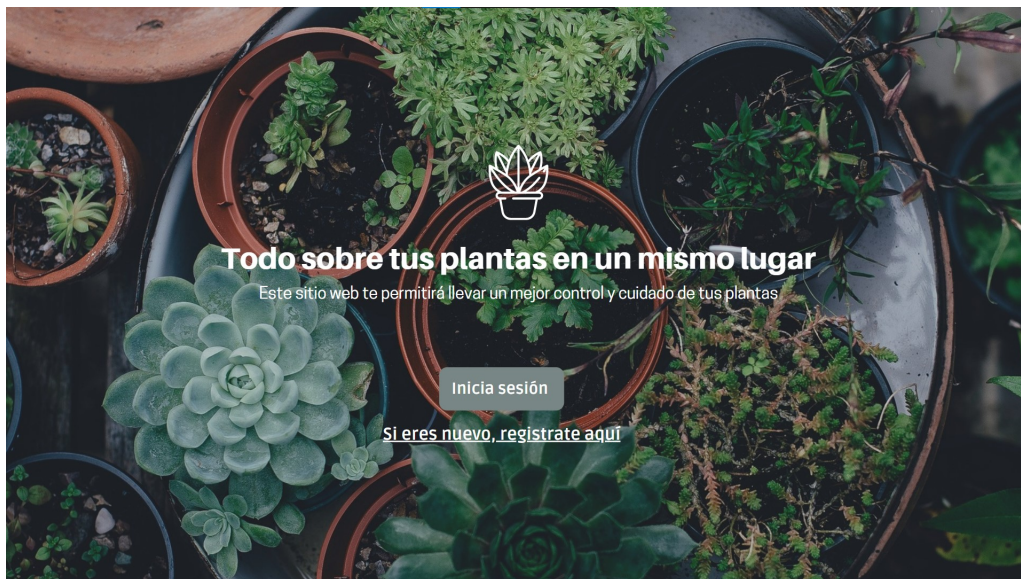 Todo sobre tus plantas en un mismo lugar
Este sitio web te permitirá llevar un mejor control y cuidado de tus plantas
Inicia sesión
Si eres nuevo, registrate aquí